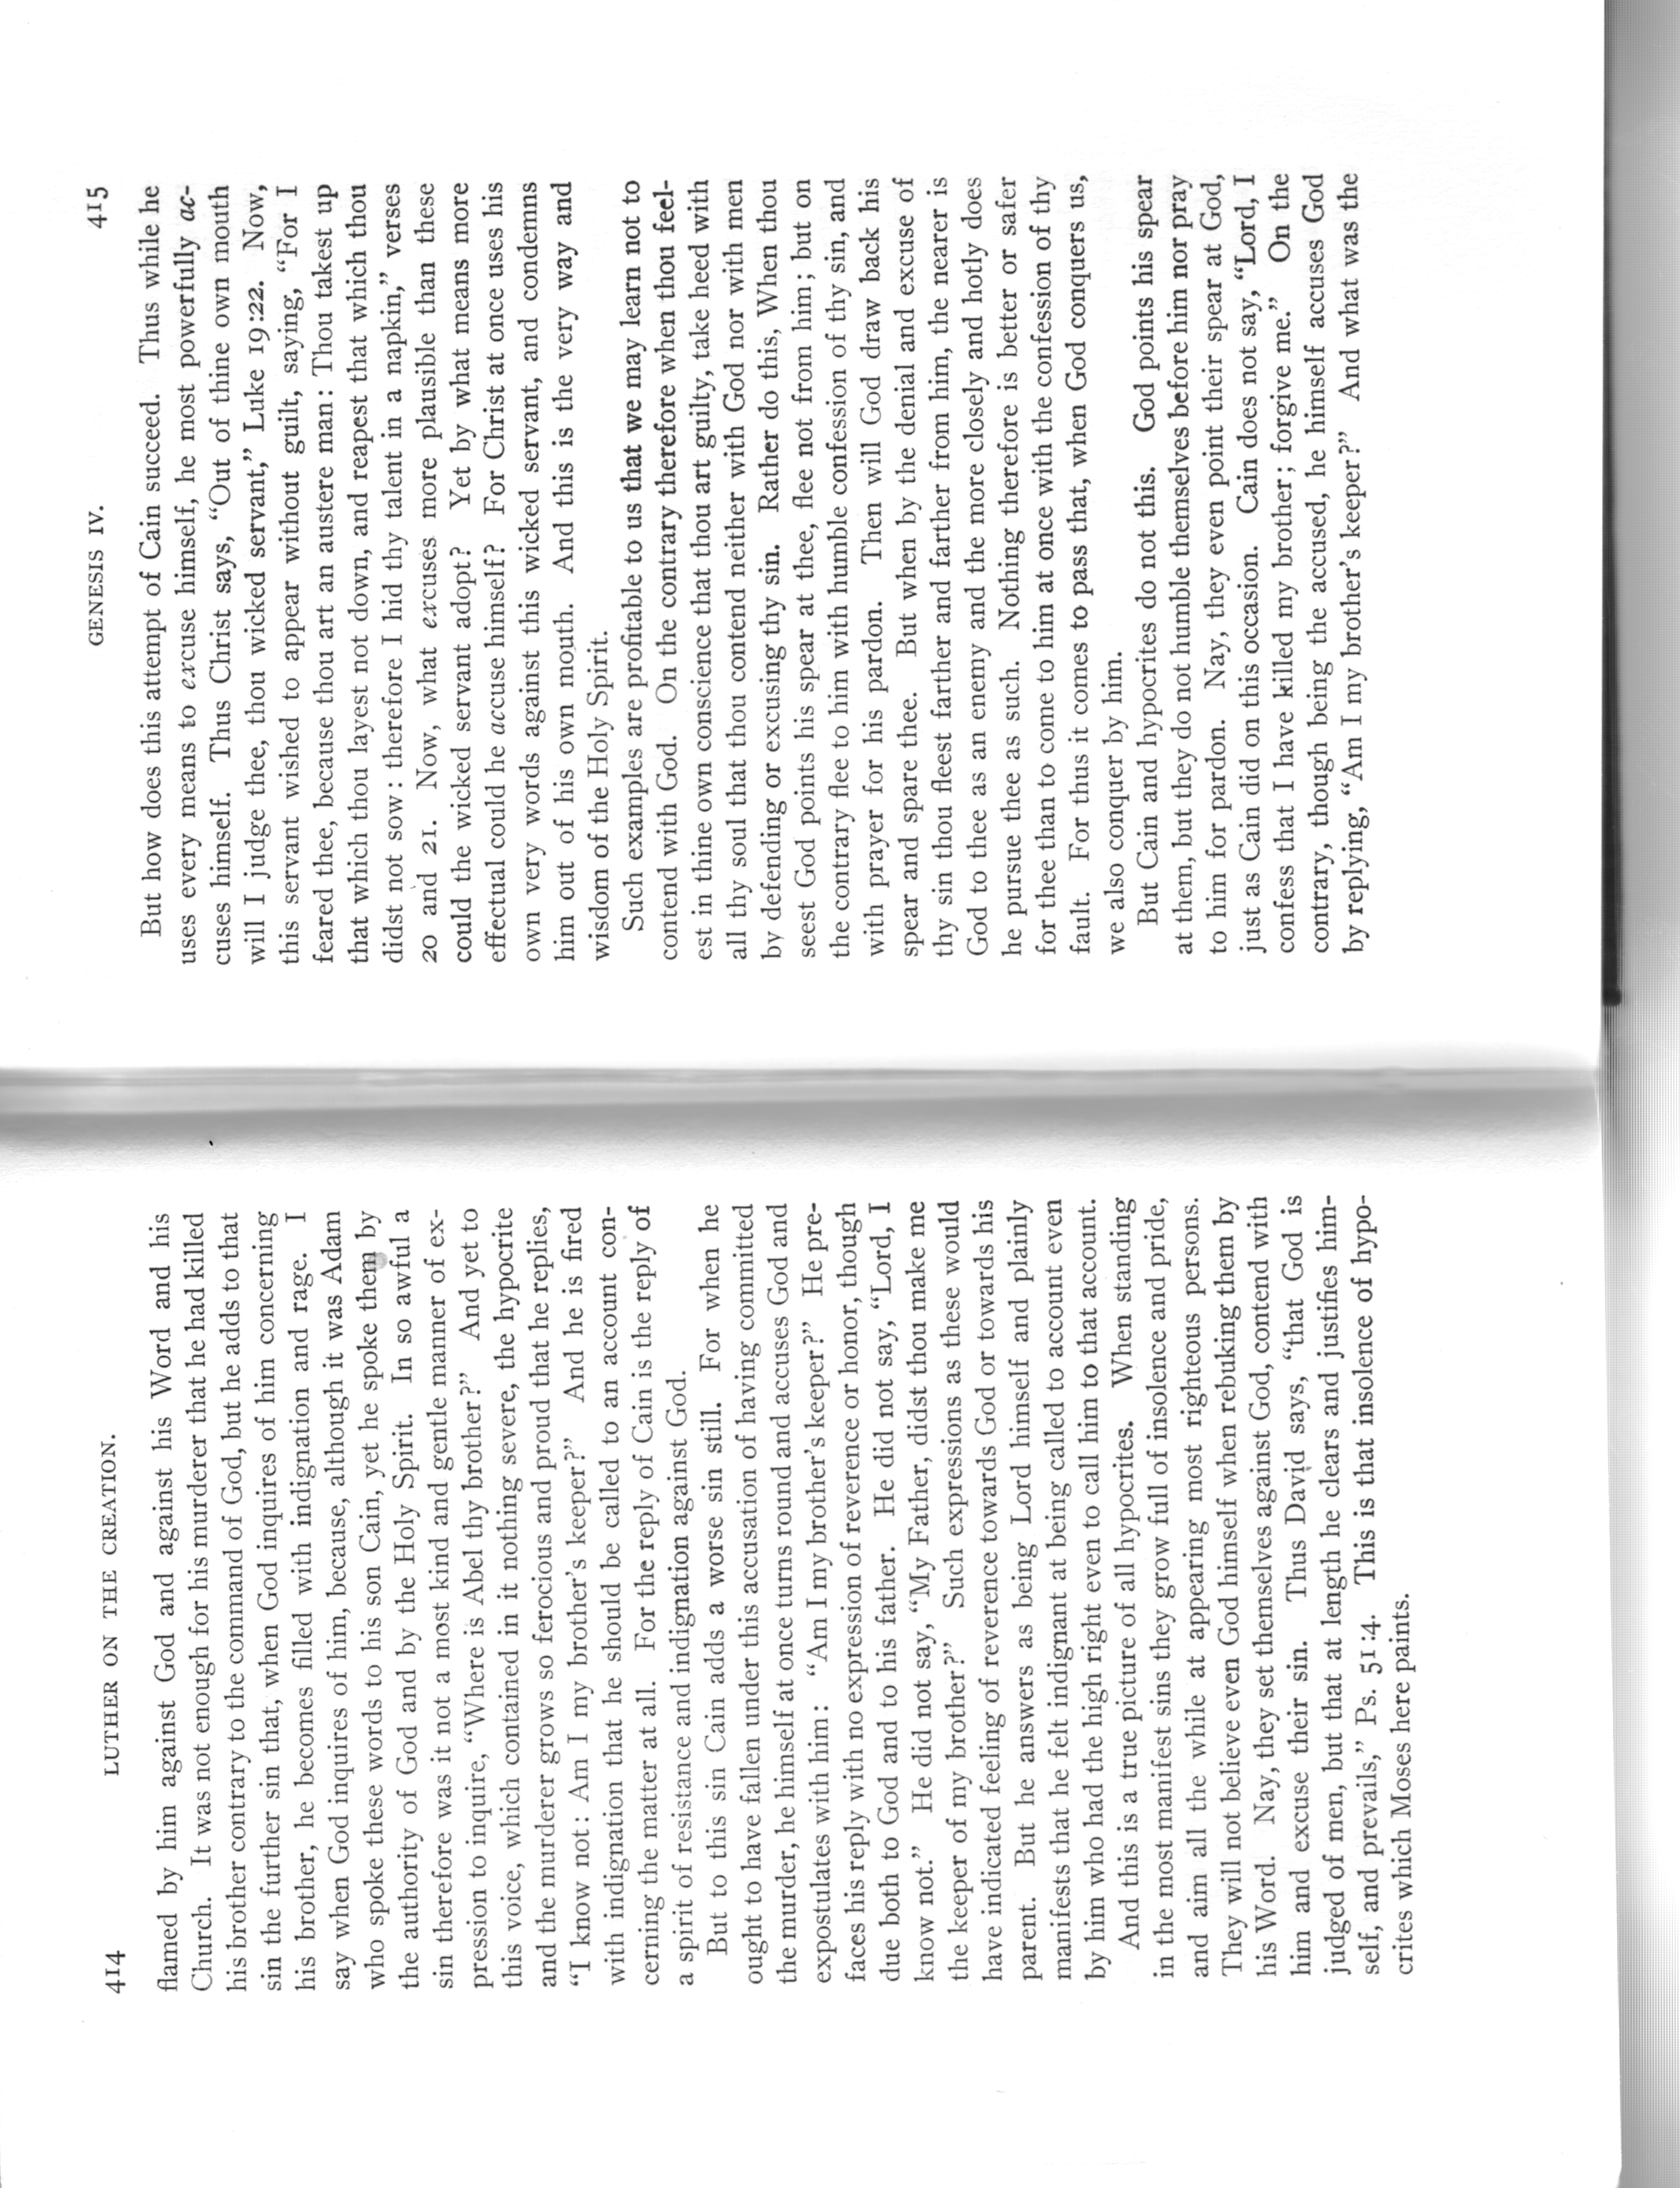 414 LUTHER ON THE CREATION.
flamed by him against God and against his Word and his
Church. It was not enough for his murderer that he had killed
his brother contrary to the command of God, but he adds to that
sin the further sin that, when God inquires of him concerning
his brother, he becomes filled with indignation and rage. I
say when God inquires of him, because, although it was Adam
who spoke these words to his son Cain, yet he spoke them by
the authority of God and by the Holy Spirit. In so awful a
sin therefore was it not a most kind and gentle manner of ex-
pression to inquire, “Where is Abel thy brother?” And yet to
this voice, which contained in it nothing severe, the hypocrite
and the murderer grows so ferocious and proud that he replies,
“I know not: Am I my brother's keeper?” And he is fired
with indignation that he should be called to an account con-
cerning the matter at all. For the reply of Cain is the reply of
a spirit of resistance and indignation against God.
But to this sin Cain adds a worse sin still. For when he
ought to have fallen under this accusation of having committed
the murder, he himself at once turns round and accuses God and
expostulates with him: “Am I my brother's keeper?” He pre-
faces his reply with no expression of reverence or honor, though
due both to God and to his father. He did not say, “Lord, I
know not.” He did not say, “My Father, didst thou make me
the keeper of my brother?” Such expressions as these would
have indicated feeling of reverence towards God or towards his
parent. But he answers as being Lord himself and plainly
manifests that he felt indignant at being called to account even
by him who had the high right even to call him to that account.
And this is a true picture of all hypocrites. When standing
in the most manifest sins they grow full of insolence and pride,
and aim all the while at appearing most righteous persons.
They will not believe even God himself when rebuking them by
his Word. Nay, they set themselves against God, contend with
him and excuse their sin. Thus David says, “that God is
judged of men, but that at length he clears and justifies him-
self, and prevails,” Ps. 51:4. This is that insolence of hypo-
crites which Moses here paints.
GENESIS IV. 415
But how does this attempt of Cain succeed. Thus while he
uses every means to excuse himself, he most powerfully ac-
cuses himself. Thus Christ says, “Out of thine own mouth
will I judge thee, thou wicked servant,” Luke 19:22. Now,
this servant wished to appear without guilt, saying, “For I
feared thee, because thou art an austere man: Thou takest up
that which thou layest not down, and reapest that which thou
didst not sow: therefore I hid thy talent in a napkin,” verses
20 and 21. Now, what excuses more plausible than these
could the wicked servant adopt? Yet by what means more
effectual could he accuse himself? For Christ at once uses his
own very words against this wicked servant, and condemns
him out of his own mouth. And this is the very way and
wisdom of the Holy Spirit.
Such examples are profitable to us that we may learn not to
contend with God. On the contrary therefore when thou feel-
est in thine own conscience that thou art guilty, take heed with
all thy soul that thou contend neither with God nor with men
by defending or excusing thy sin. Rather do this, When thou
seest God points his spear at thee, flee not from him; but on
the contrary flee to him with humble confession of thy sin, and
with prayer for his pardon. Then will God draw back his
spear and spare thee. But when by the denial and excuse of
thy sin thou fleest farther and farther from him, the nearer is
God to thee as an enemy and the more closely and hotly does
he pursue thee as such. Nothing therefore is better or safer
for thee than to come to him at once with the confession of thy
fault. For thus it comes to pass that, when God conquers us,
we also conquer by him.
But Cain and hypocrites do not this. God points his spear
at them, but they do not humble themselves before him nor pray
to him for pardon. Nay, they even point their spear at God,
just as Cain did on this occasion. Cain does not say, “Lord, I
confess that I have killed my brother; forgive me.” On the
contrary, though being the accused, he himself accuses God
by replying, “Am I my brother's keeper?” And what was the